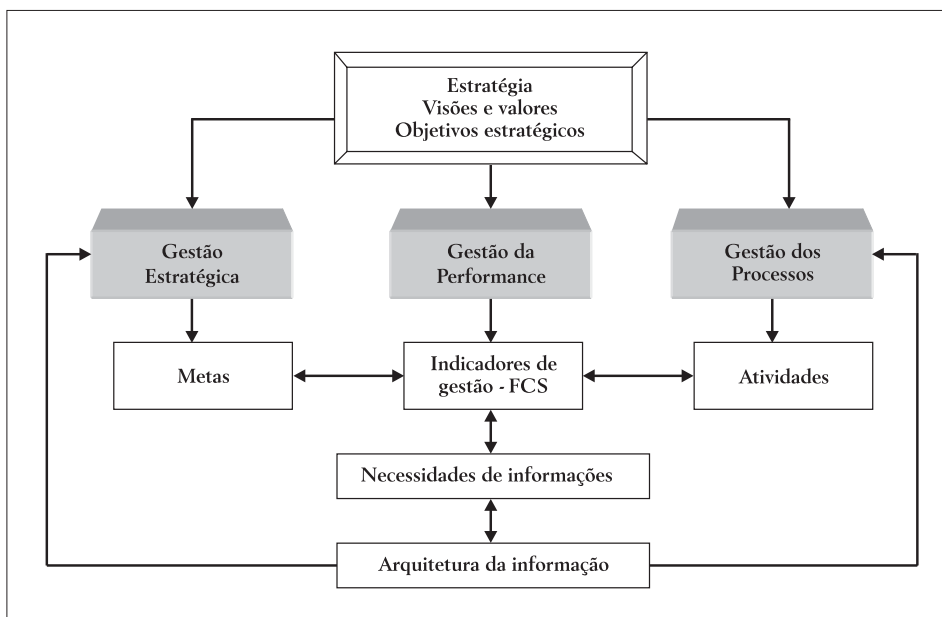 Estratégia
Visões e valores
Objetivos estratégicos
Gestão
Estratégica
Gestão da
Performance
Gestão dos
Processos
Metas
Indicadores de
gestão - FCS
Atividades
Necessidades de informações
Arquitetura da informação